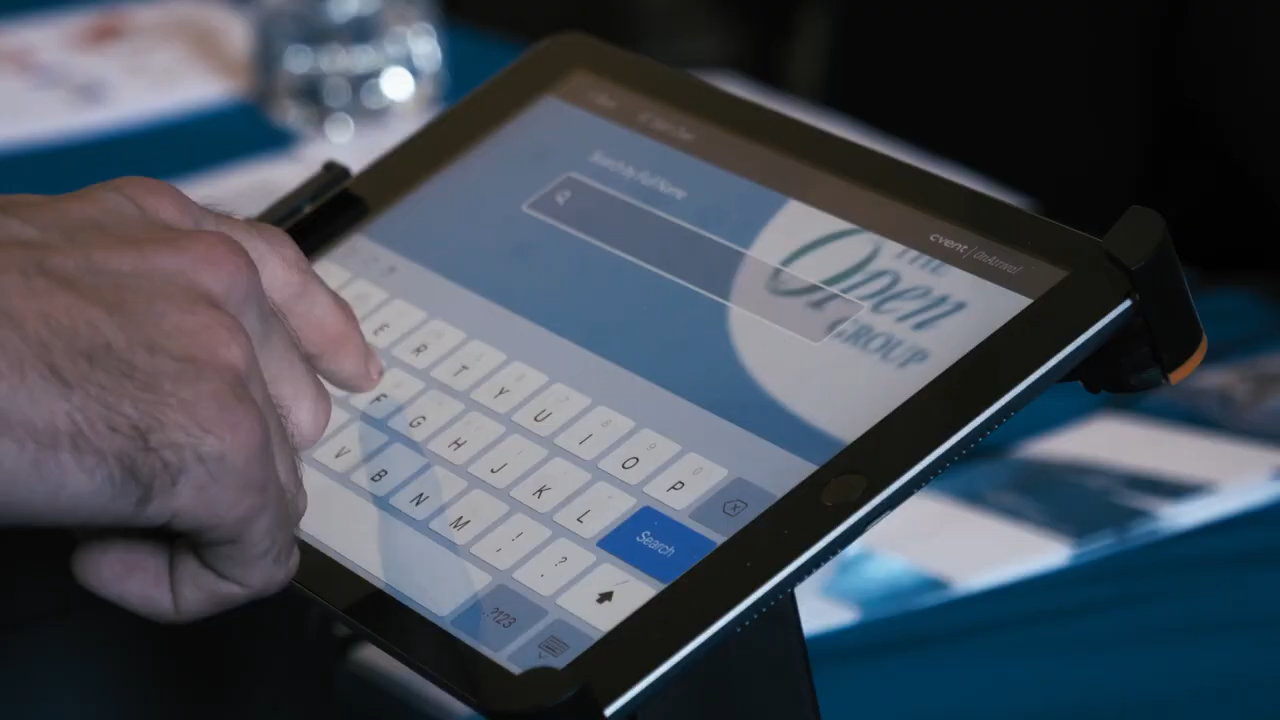 cvent | OnArrival
Search by Full Name
THE
Open
GROUP
E R T Y U I O P
F G H J K L Search
V B N M ,! .?
.?123